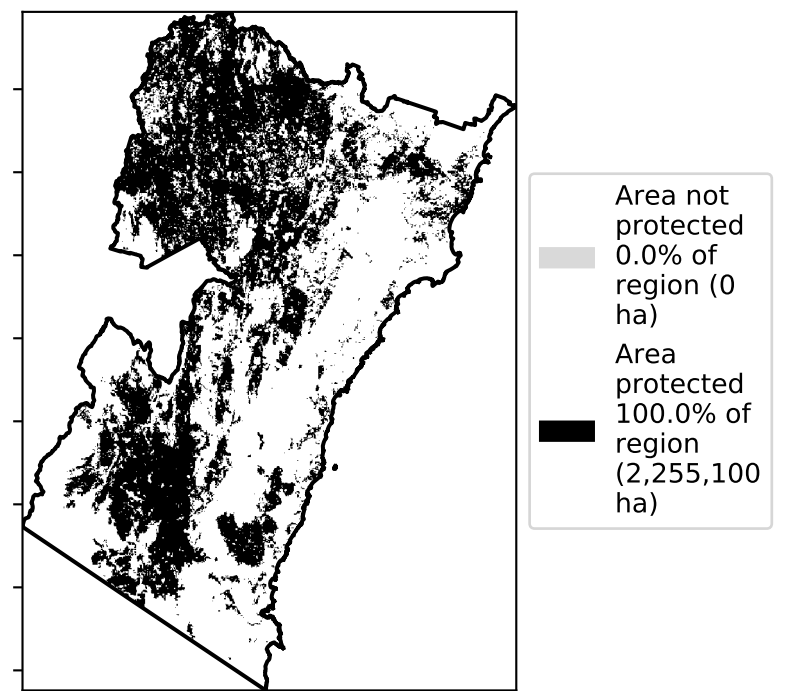 Area not
protected
0.0% of
region (0
ha)
Area
protected
100.0% of
region
(2,255,100
ha)